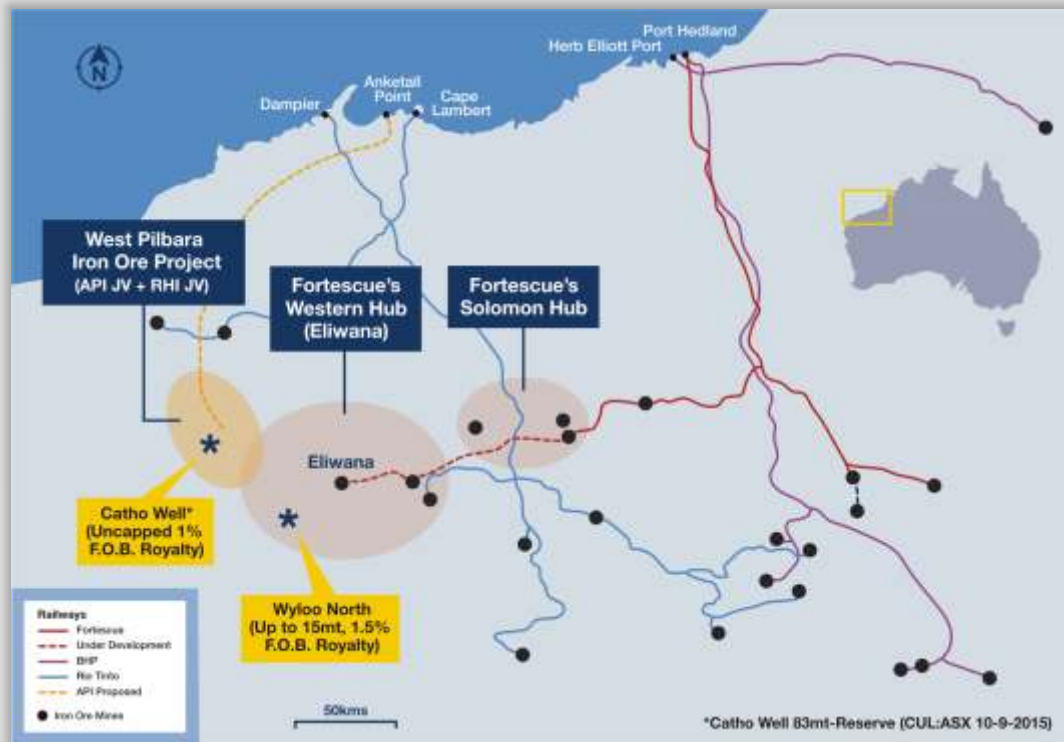 Port Hedland
Herb Elliott Port
N
Anketall
Point
Cape
Lambert
Dampier
West Pilbara
Iron Ore Project
(API JV + RHI JV)
Fortescue's
Western Hub
(Eliwana)
Fortescue's
Solomon Hub
Eliwana
*
*
Catho Well*
(Uncapped 1%
F.O.B. Royalty)
Wyloo North
(Up to 15mt, 1.5%
F.O.B. Royalty)
Railways
Fortescue
Under Development
BHP
Rio Tinto
API Proposed
Iron Ore Mines
50kms
*Catho Well 83mt-Reserve (CUL:ASX 10-9-2015)